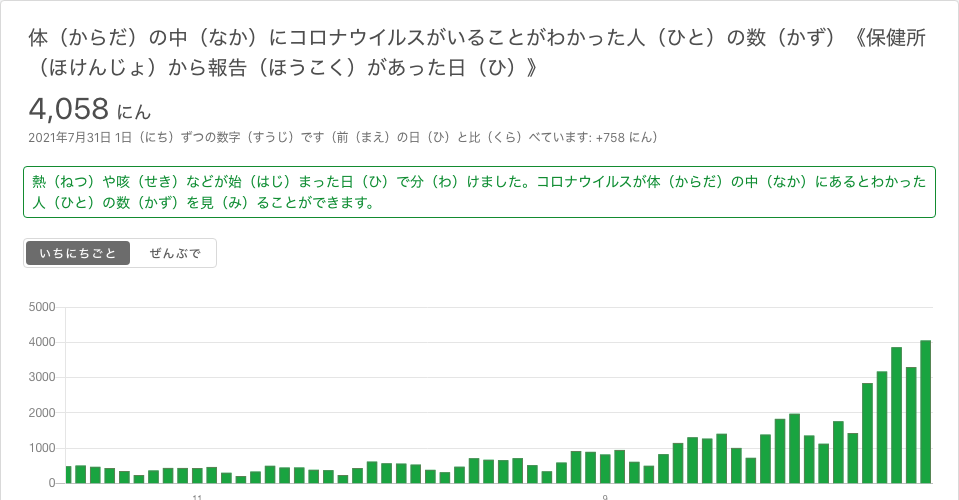 体（からだ）の中（なか）にコロナウイルスがいることがわかった人（ひと）の数（かず）《保健所
（ほけんじょ）から報告（ほうこく）があった日（ひ）》
4,058 にん
2021年7月31日 1日（にち）ずつの数字（すうじ）です（前（まえ）の日（ひ）と比（くら）べています: +758 にん）
熱（ねつ）や咳（せき）などが始（はじ）まった日（ひ）で分（わ）けました。コロナウイルスが体（からだ）の中（なか）にあるとわかった
人（ひと）の数（かず）を見（み）ることができます。
いちにちごと ぜんぶで
5000
4000
3000
2000
1000
0
11 9